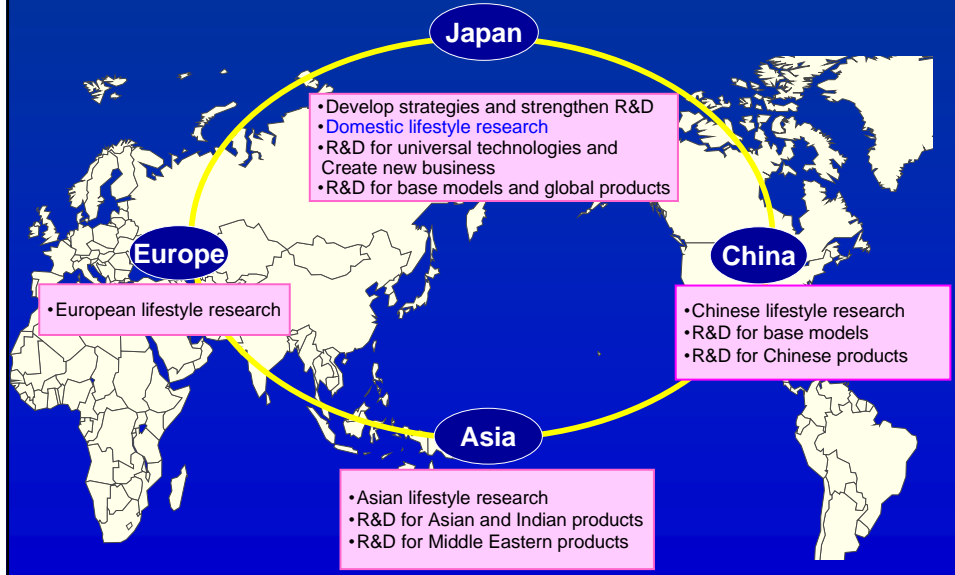 Japan
•Develop strategies and strengthen R&D
•Domestic lifestyle research
•R&D for universal technologies and
Create new business
•R&D for base models and global products
Europe
•European lifestyle research
China
•Chinese lifestyle research
•R&D for base models
•R&D for Chinese products
Asia
•Asian lifestyle research
•R&D for Asian and Indian products
•R&D for Middle Eastern products